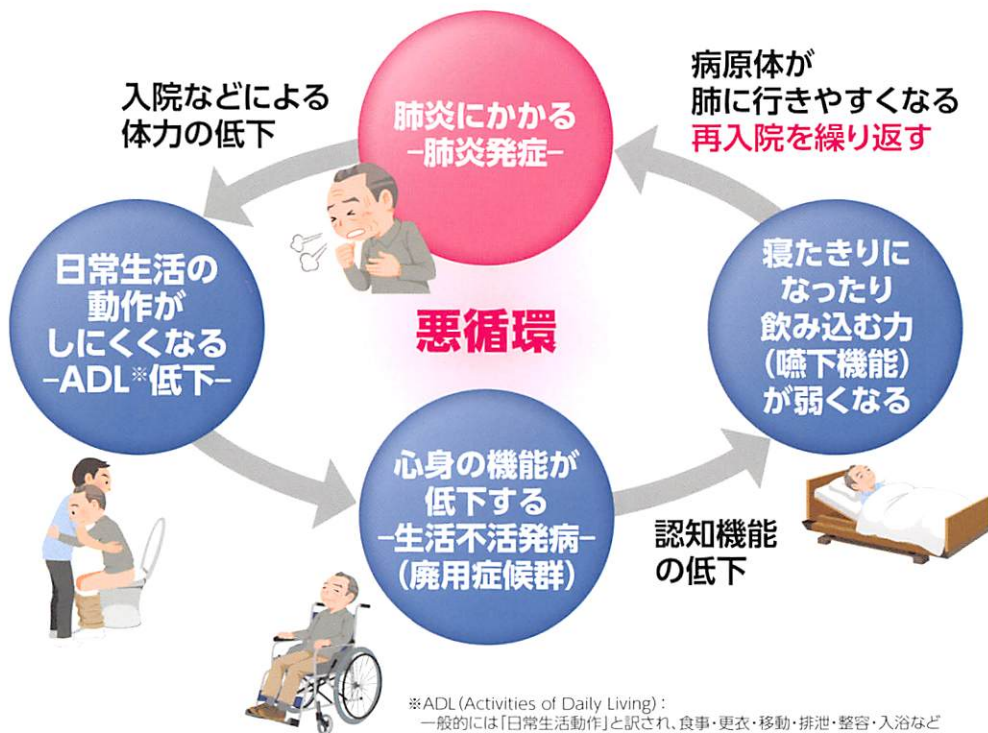 肺炎にかかる
–肺炎発症–
入院などによる
体力の低下
日常生活の
動作が
しにくくなる
–ADL※低下–
心身の機能が
低下する
–生活不活発病–
(廃用症候群)
認知機能
の低下
寝たきりに
なったり
飲み込む力
(嚥下機能)
が弱くなる
病原体が
肺に行きやすくなる
再入院を繰り返す
悪循環
※ADL(Activities of Daily Living):
一般的には「日常生活動作」と訳され、食事・更衣・移動・排泄・整容・入浴など